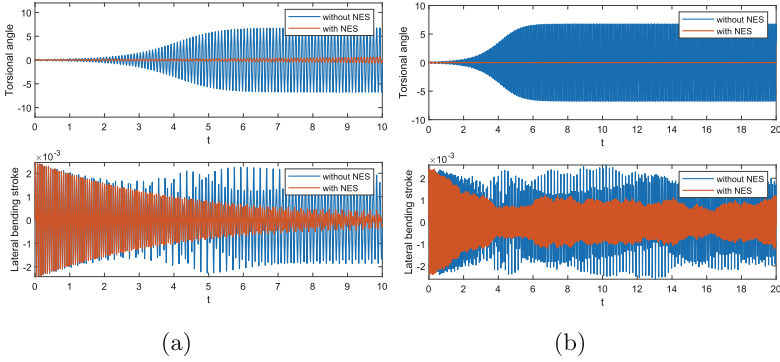 10
5
0
-5
-10
Torsional angle
without NES
with NES
0 1 2 3 4 5 6 7 8 9 10
t
×10⁻³
2
1
0
-1
-2
Lateral bending stroke
without NES
with NES
0 1 2 3 4 5 6 7 8 9 10
t
(a)
10
5
0
-5
-10
Torsional angle
without NES
with NES
0 2 4 6 8 10 12 14 16 18 20
t
×10⁻³
2
1
0
-1
-2
Lateral bending stroke
without NES
with NES
0 2 4 6 8 10 12 14 16 18 20
t
(b)